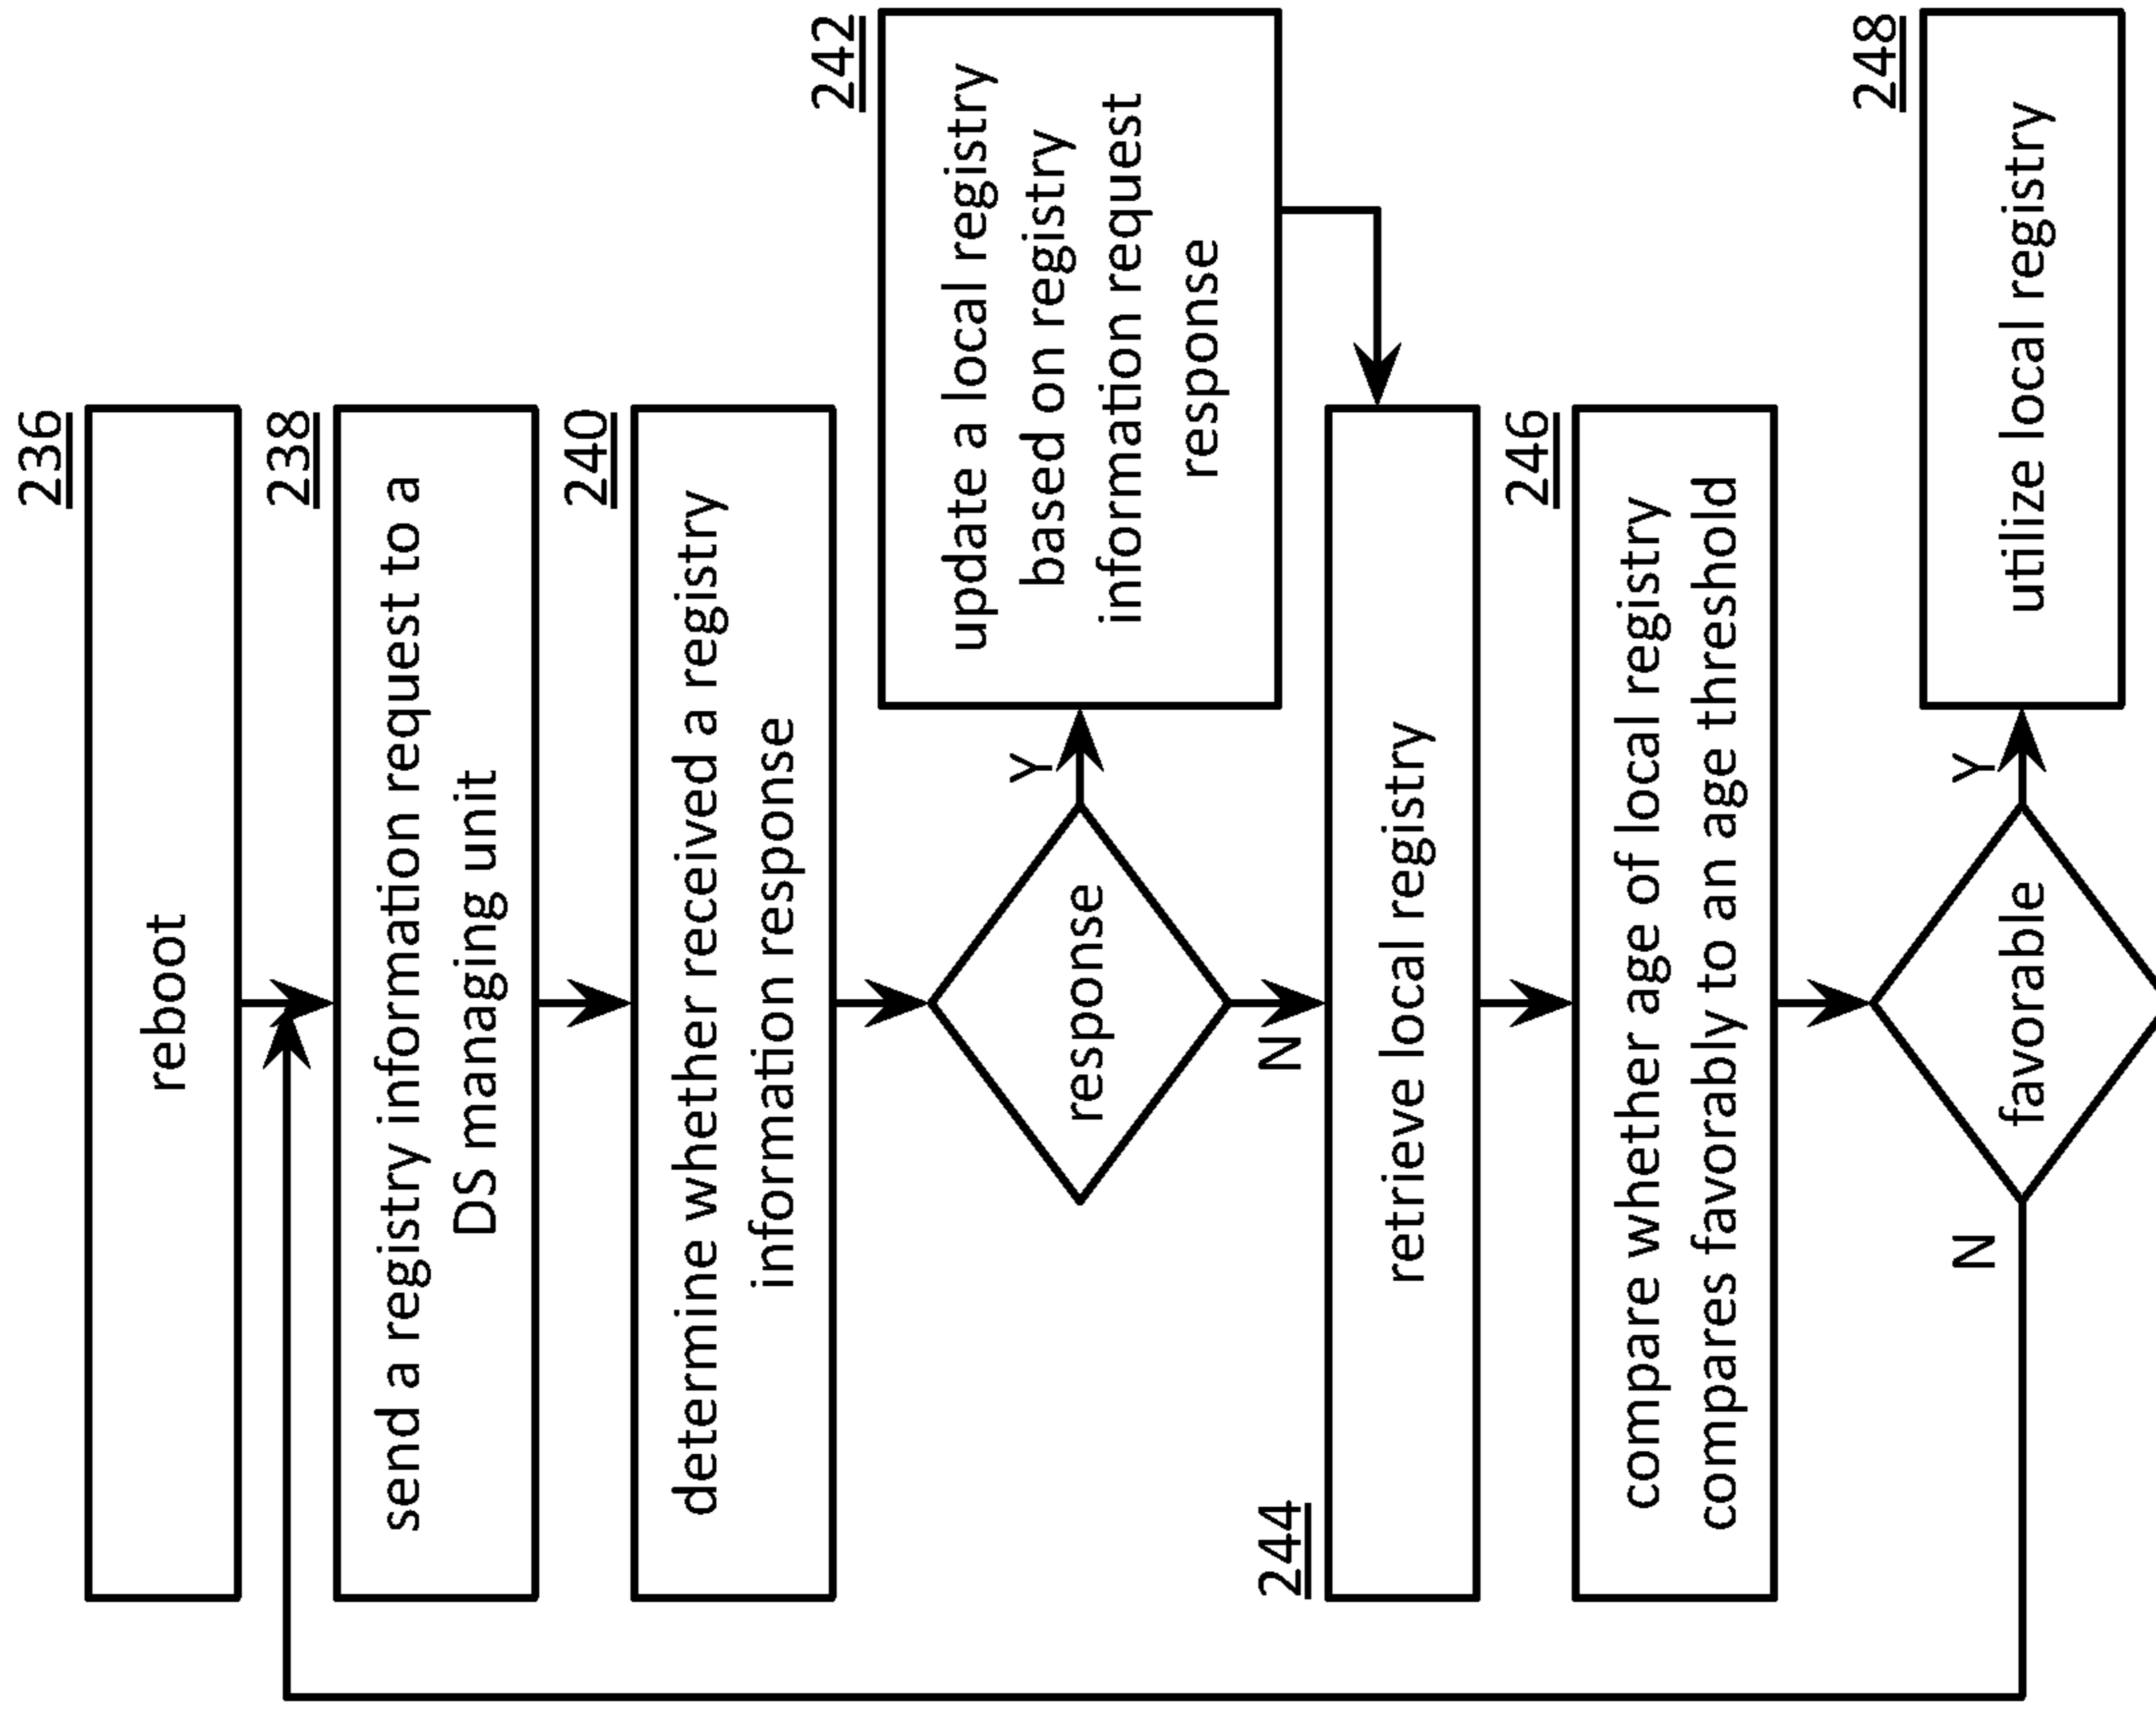 236
reboot
238
send a registry information request to a
DS managing unit
240
determine whether received a registry
information response
response
Y
N
242
update a local registry
based on registry
information request
response
244
retrieve local registry
246
compare whether age of local registry
compares favorably to an age threshold
favorable
N
Y
248
utilize local registry